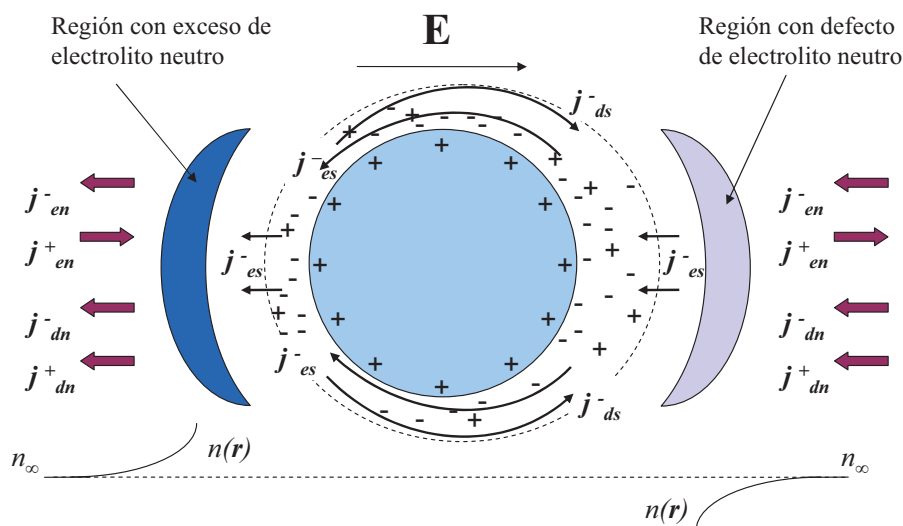 Región con exceso de
electrolito neutro
E
Región con defecto
de electrolito neutro
j⁻ds
j⁻es
j⁻en
j⁺en
j⁻dn
j⁺dn
j⁻es
j⁻es
j⁻en
j⁺en
j⁻dn
j⁺dn
j⁻es
j⁻ds
n∞
n(r)
n∞
n(r)